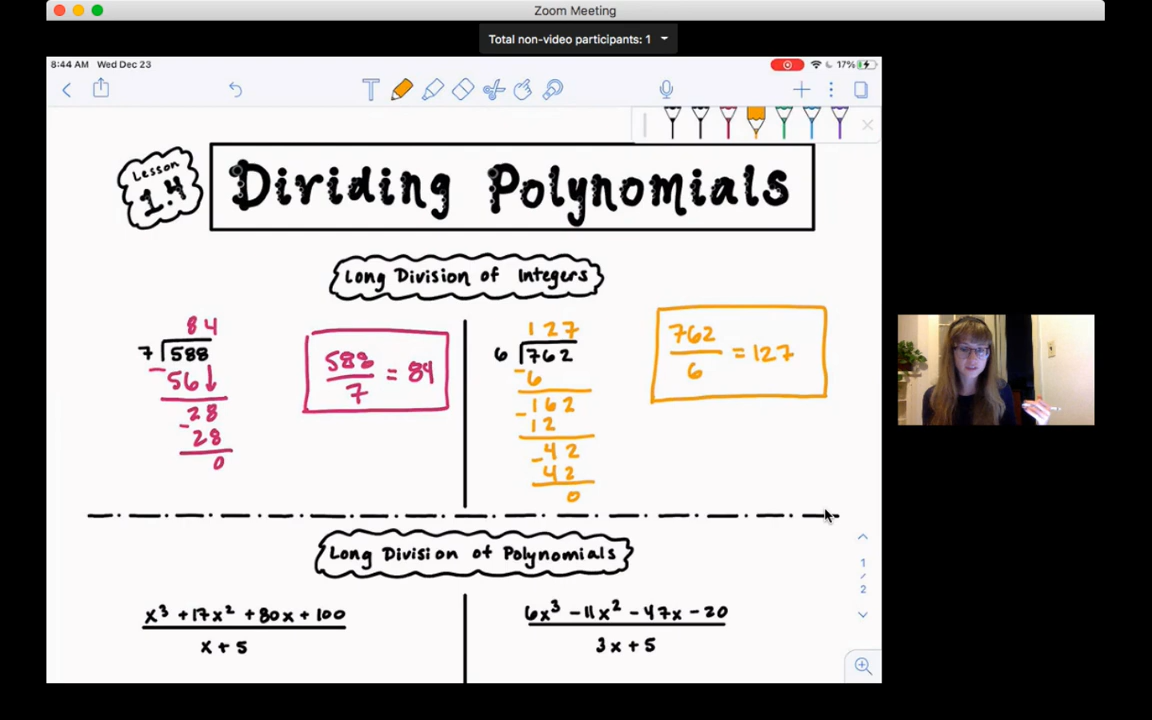 Zoom Meeting
Total non-video participants: 1
8:44 AM Wed Dec 23
17%
T
Lesson
1.4
Dividing Polynomials
Long Division of Integers
84
7 588
-56
28
-28
0
588
7
= 84
127
6 762
-6
-162
12
-42
42
0
762
6
=127
Long Division of Polynomials
x³ +17x² +80x +100
x + 5
6x³ -11x² -47x -20
3x + 5
1
/
2